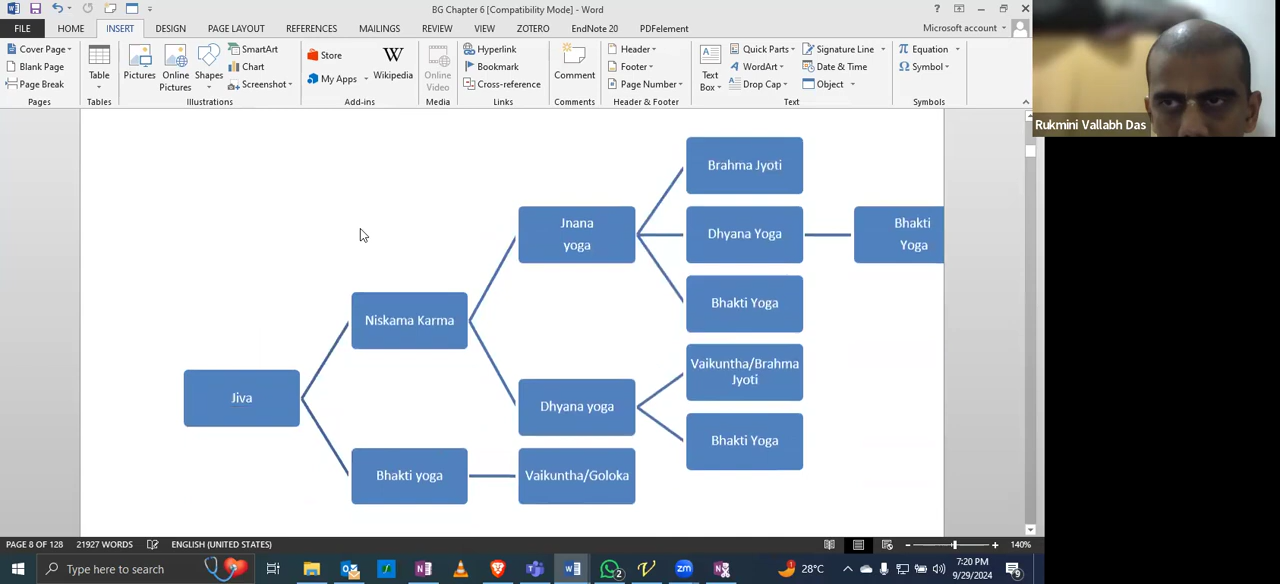 BG Chapter 6 [Compatibility Mode] - Word
?
FILE
HOME
INSERT
DESIGN
PAGE LAYOUT
REFERENCES
MAILINGS
REVIEW
VIEW
ZOTERO
EndNote 20
PDFelement
Microsoft account
Cover Page
Blank Page
Page Break
Pages
Table
Tables
Pictures
Online
Pictures
Shapes
SmartArt
Chart
Screenshot
Illustrations
Store
My Apps
Wikipedia
Add-ins
Online
Video
Media
Hyperlink
Bookmark
Cross-reference
Links
Comment
Comments
Header
Footer
Page Number
Header & Footer
Text
Box
Quick Parts
WordArt
Drop Cap
Signature Line
Date & Time
Object
Text
Equation
Symbol
Symbols
Rukmini Vallabh Das
Brahma Jyoti
Jnana
yoga
Dhyana Yoga
Bhakti
Yoga
Bhakti Yoga
Niskama Karma
Vaikuntha/Brahma
Jyoti
Jiva
Dhyana yoga
Bhakti Yoga
Bhakti yoga
Vaikuntha/Goloka
PAGE 8 OF 128
21927 WORDS
ENGLISH (UNITED STATES)
140%
Type here to search
28°C
7:20 PM
9/29/2024